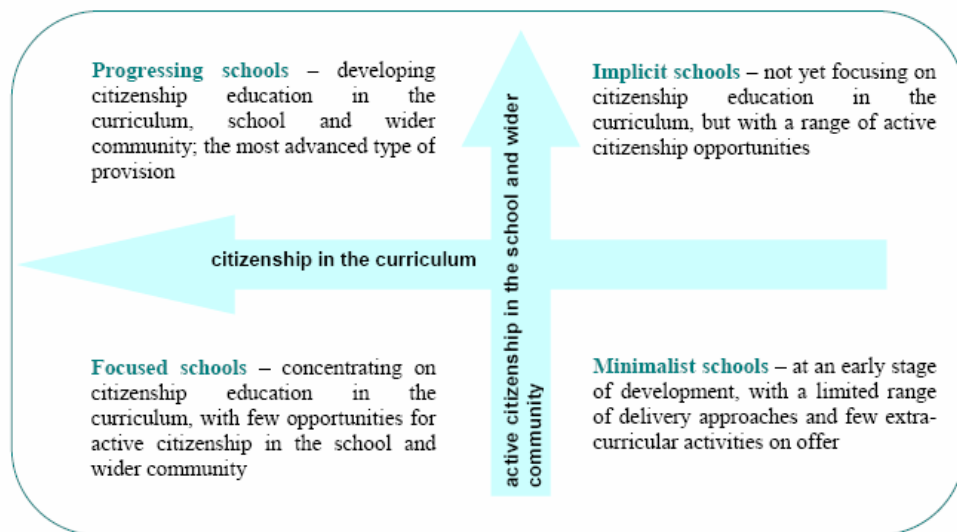 Progressing schools – developing
citizenship education in the
curriculum, school and wider
community; the most advanced type of
provision
Implicit schools – not yet focusing on
citizenship education in the
curriculum, but with a range of active
citizenship opportunities
citizenship in the curriculum
active citizenship in the school and wider
community
Focused schools – concentrating on
citizenship education in the
curriculum, with few opportunities for
active citizenship in the school and
wider community
Minimalist schools – at an early stage
of development, with a limited range
of delivery approaches and few extra-
curricular activities on offer